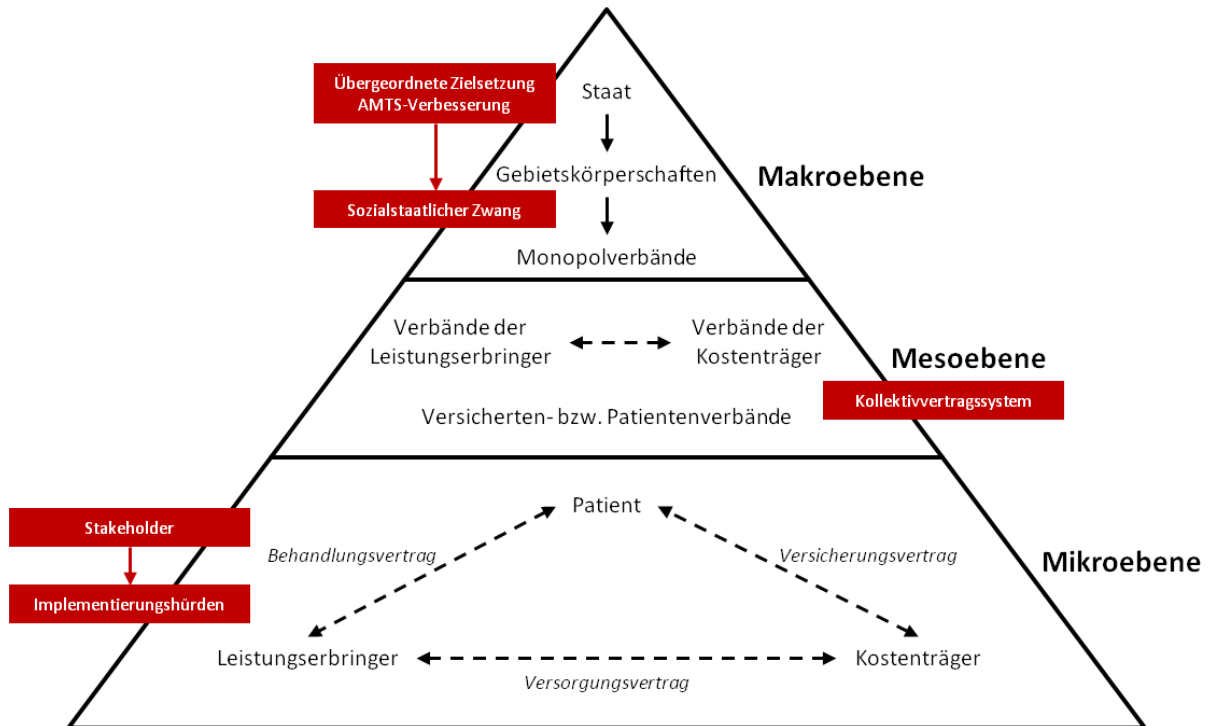 Übergeordnete Zielsetzung
AMTS-Verbesserung
Staat
Gebietskörperschaften
Makroebene
Sozialstaatlicher Zwang
Monopolverbände
Verbände der
Leistungserbringer
Verbände der
Kostenträger
Mesoebene
Kollektivvertragssystem
Versicherten- bzw. Patientenverbände
Patient
Stakeholder
Behandlungsvertrag
Versicherungsvertrag
Mikroebene
Implementierungshürden
Leistungserbringer
Kostenträger
Versorgungsvertrag